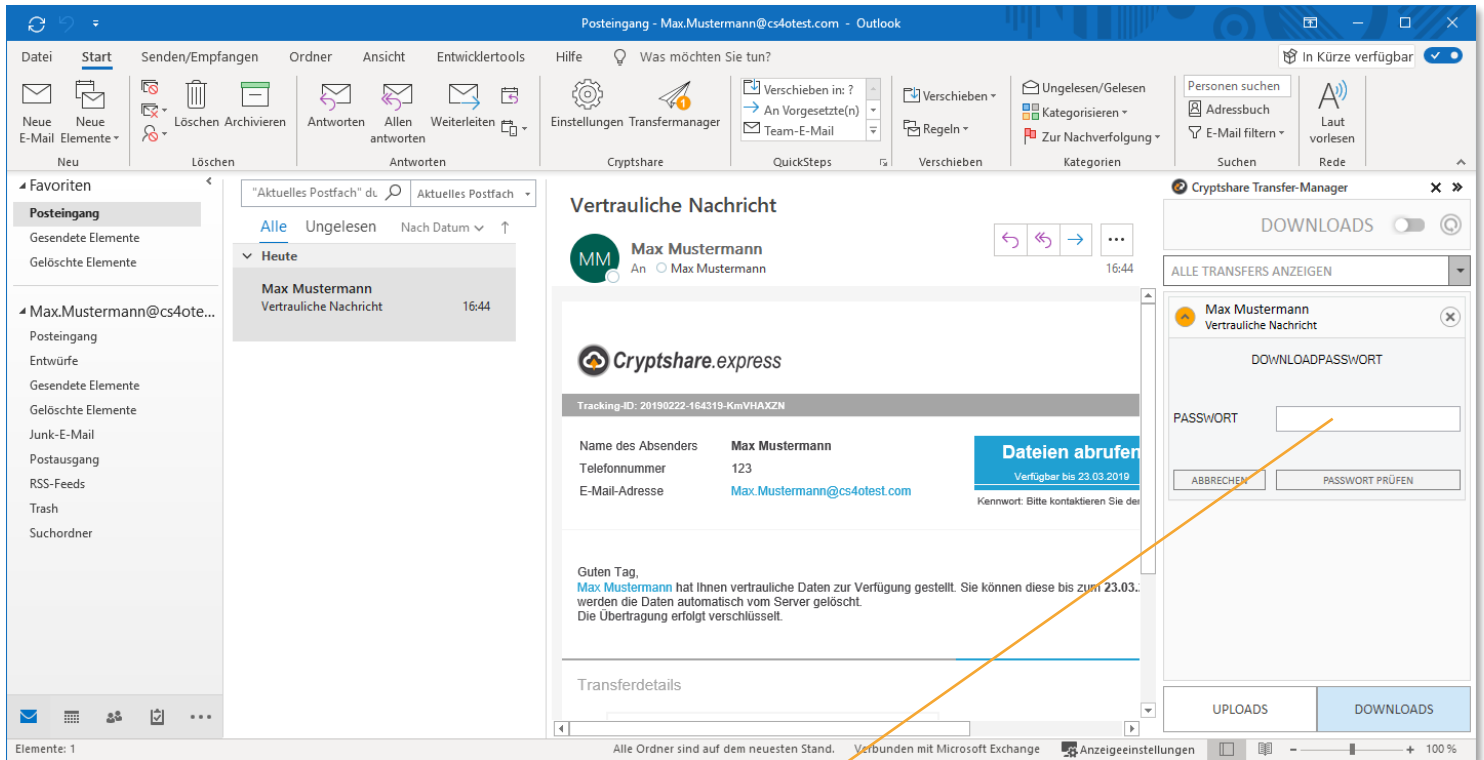 Posteingang - Max.Mustermann@cs4otest.com - Outlook
Datei Start Senden/Empfangen Ordner Ansicht Entwicklertools Hilfe Was möchten Sie tun? In Kürze verfügbar
Neue E-Mail
Neue Elemente
Löschen
Archivieren
Antworten
Allen antworten
Weiterleiten
Einstellungen
Transfermanager
Verschieben in: ?
An Vorgesetzte(n)
Team-E-Mail
Verschieben
Regeln
Ungelesen/Gelesen
Kategorisieren
Zur Nachverfolgung
Personen suchen
Adressbuch
E-Mail filtern
Laut vorlesen
Neu Löschen Antworten Cryptshare QuickSteps Verschieben Kategorien Suchen Rede
Favoriten
Posteingang
Gesendete Elemente
Gelöschte Elemente
Max.Mustermann@cs4ote...
Posteingang
Entwürfe
Gesendete Elemente
Gelöschte Elemente
Junk-E-Mail
Postausgang
RSS-Feeds
Trash
Suchordner
"Aktuelles Postfach" du Aktuelles Postfach
Alle Ungelesen Nach Datum
Heute
Max Mustermann
Vertrauliche Nachricht 16:44
Vertrauliche Nachricht
MM
Max Mustermann
An Max Mustermann
16:44
Cryptshare.express
Tracking-ID: 20190222-164319-KmVHAXZN
Name des Absenders Max Mustermann
Telefonnummer 123
E-Mail-Adresse Max.Mustermann@cs4otest.com
Dateien abrufen
Verfügbar bis 23.03.2019
Kennwort: Bitte kontaktieren Sie der
Guten Tag,
Max Mustermann hat Ihnen vertrauliche Daten zur Verfügung gestellt. Sie können diese bis zum 23.03.
werden die Daten automatisch vom Server gelöscht.
Die Übertragung erfolgt verschlüsselt.
Transferdetails
Cryptshare Transfer-Manager
DOWNLOADS
ALLE TRANSFERS ANZEIGEN
Max Mustermann
Vertrauliche Nachricht
DOWNLOADPASSWORT
PASSWORT
ABBRECHEN PASSWORT PRÜFEN
UPLOADS DOWNLOADS
Elemente: 1 Alle Ordner sind auf dem neuesten Stand. Verbunden mit Microsoft Exchange Anzeigeeinstellungen 100 %